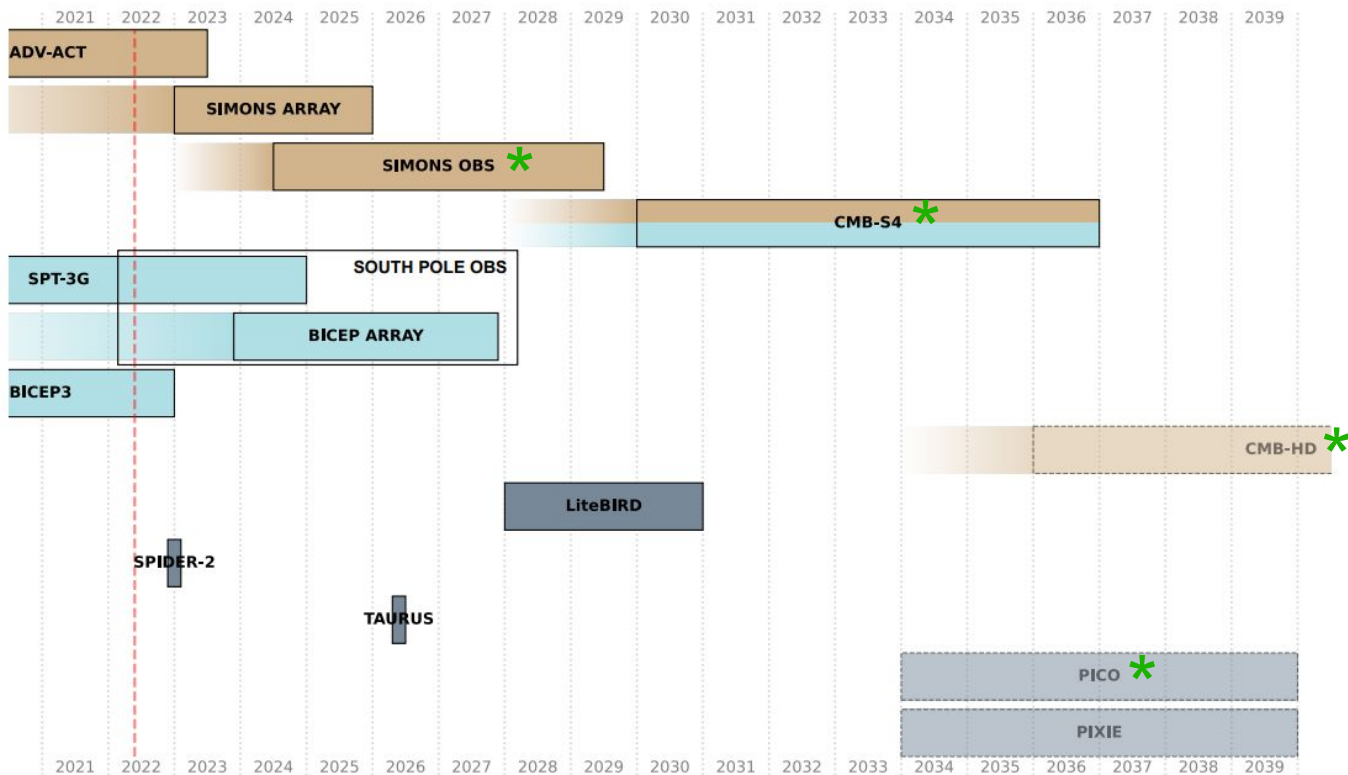 2021 2022 2023 2024 2025 2026 2027 2028 2029 2030 2031 2032 2033 2034 2035 2036 2037 2038 2039
ADV-ACT
SIMONS ARRAY
SIMONS OBS *
CMB-S4 *
SOUTH POLE OBS
SPT-3G
BICEP ARRAY
BICEP3
CMB-HD *
LiteBIRD
SPIDER-2
TAURUS
PICO *
PIXIE
2021 2022 2023 2024 2025 2026 2027 2028 2029 2030 2031 2032 2033 2034 2035 2036 2037 2038 2039